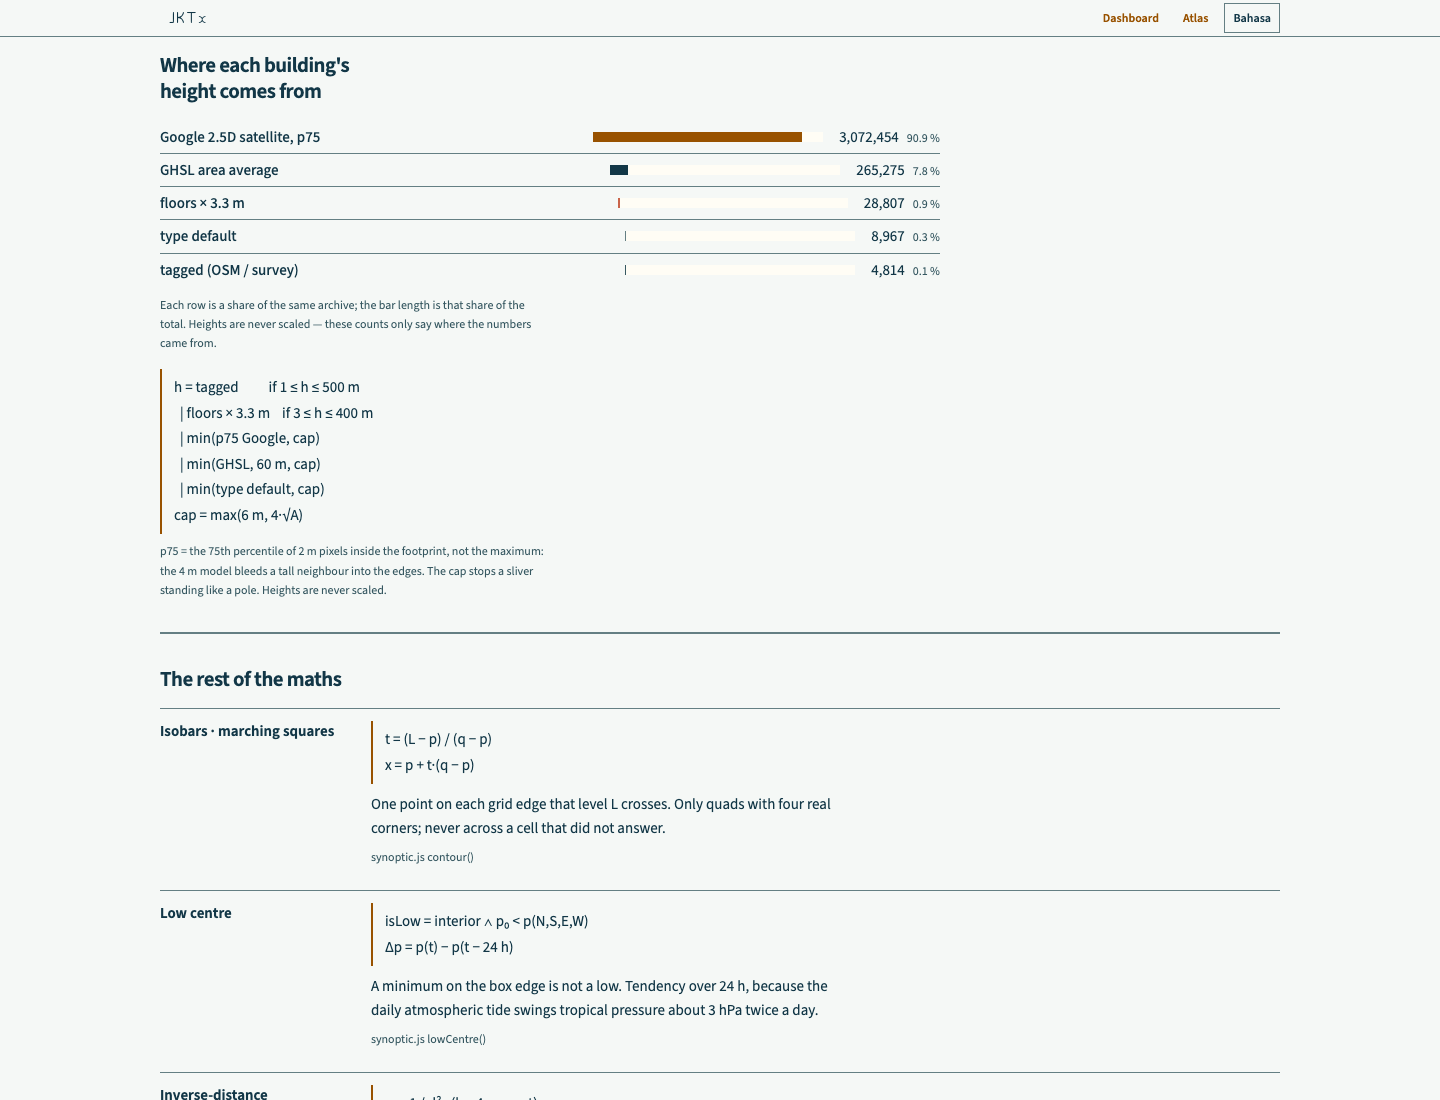 JKTx
Dashboard Atlas Bahasa
Where each building's
height comes from
Google 2.5D satellite, p75 3,072,454 90.9 %
GHSL area average 265,275 7.8 %
floors × 3.3 m 28,807 0.9 %
type default 8,967 0.3 %
tagged (OSM / survey) 4,814 0.1 %
Each row is a share of the same archive; the bar length is that share of the
total. Heights are never scaled — these counts only say where the numbers
came from.
h = tagged if 1 ≤ h ≤ 500 m
| floors × 3.3 m if 3 ≤ h ≤ 400 m
| min(p75 Google, cap)
| min(GHSL, 60 m, cap)
| min(type default, cap)
cap = max(6 m, 4·√A)
p75 = the 75th percentile of 2 m pixels inside the footprint, not the maximum:
the 4 m model bleeds a tall neighbour into the edges. The cap stops a sliver
standing like a pole. Heights are never scaled.
The rest of the maths
Isobars · marching squares
t = (L − p) / (q − p)
x = p + t·(q − p)
One point on each grid edge that level L crosses. Only quads with four real
corners; never across a cell that did not answer.
synoptic.js contour()
Low centre
isLow = interior ∧ p₀ < p(N,S,E,W)
Δp = p(t) − p(t − 24 h)
A minimum on the box edge is not a low. Tendency over 24 h, because the
daily atmospheric tide swings tropical pressure about 3 hPa twice a day.
synoptic.js lowCentre()
Inverse-distance